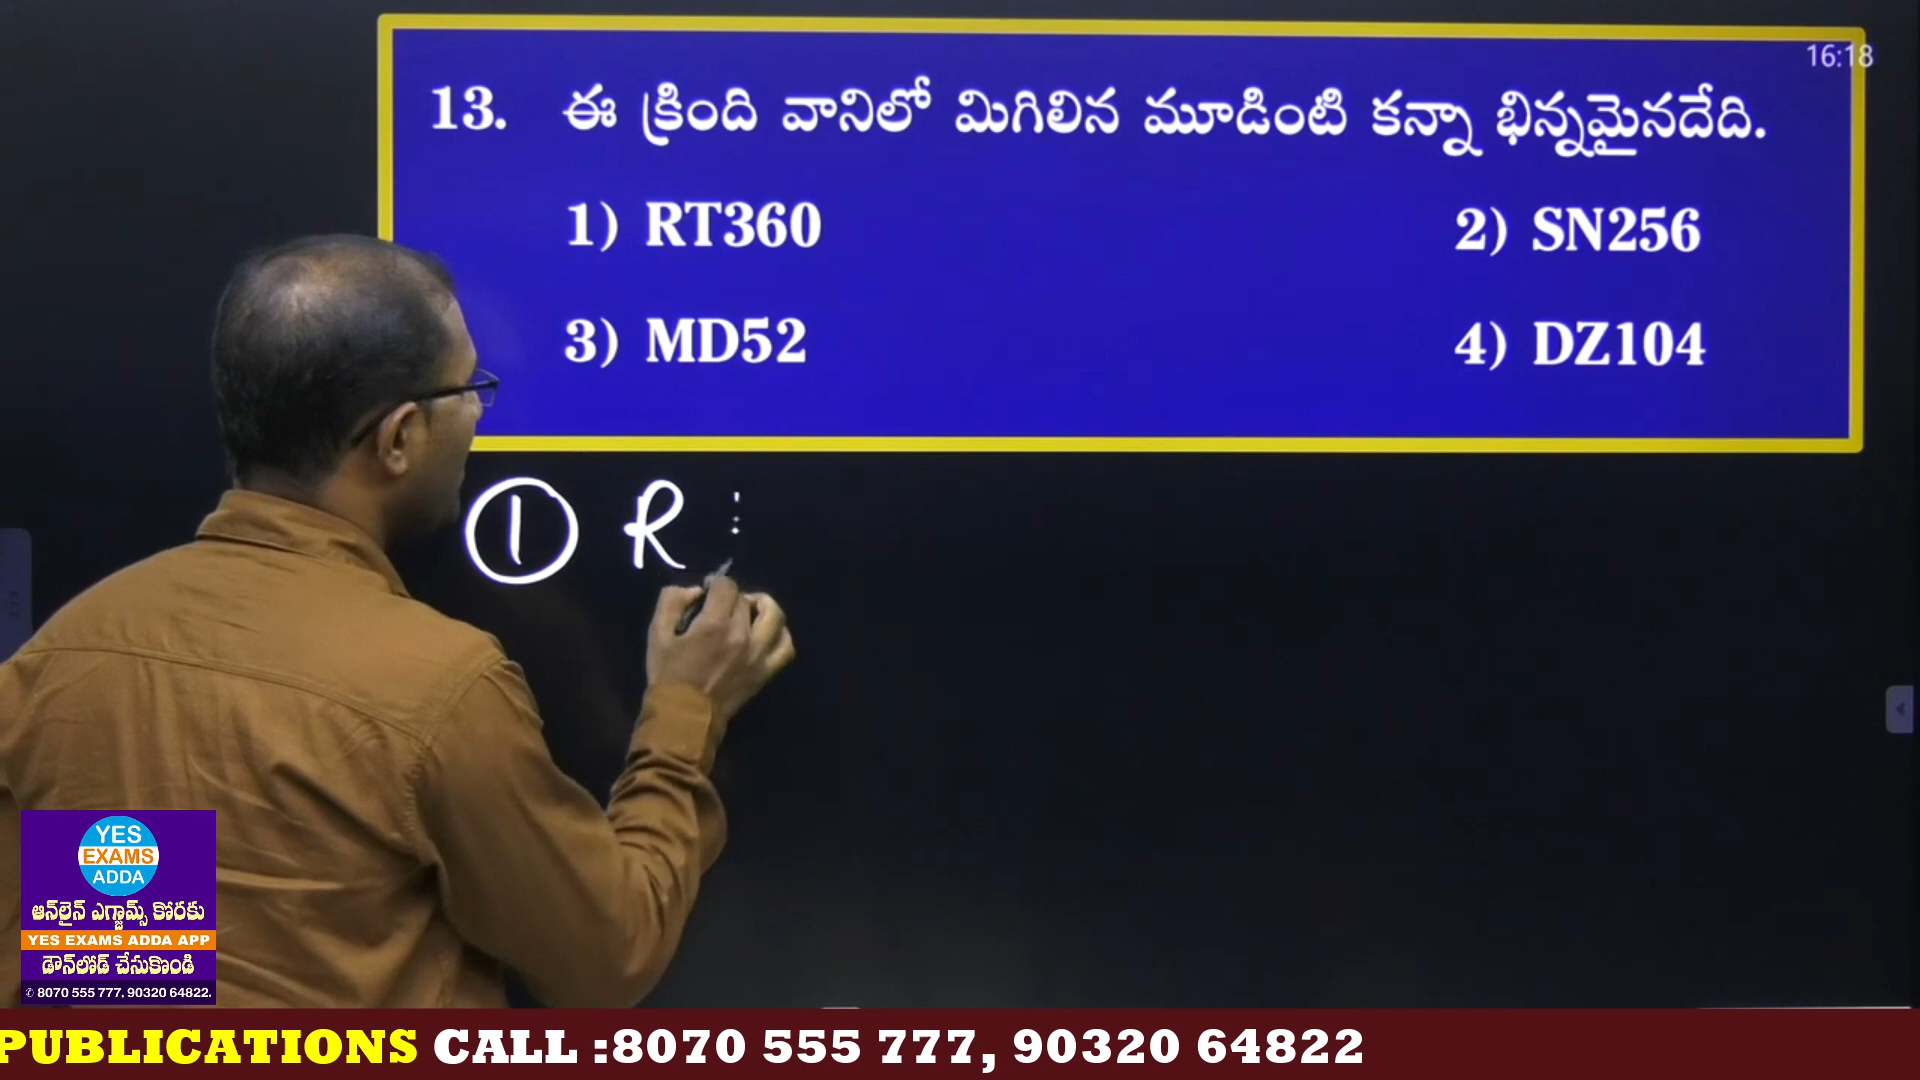 16:18
13. ఈ క్రింది వానిలో మిగిలిన మూడింటి కన్నా భిన్నమైనదేది.
1) RT360 2) SN256
3) MD52 4) DZ104
1 R
YES
EXAMS
ADDA
ఆన్‌లైన్ ఎగ్జామ్స్ కొరకు
YES EXAMS ADDA APP
డౌన్‌లోడ్ చేసుకొండి
✆ 8070 555 777, 90320 64822.
PUBLICATIONS CALL :8070 555 777, 90320 64822